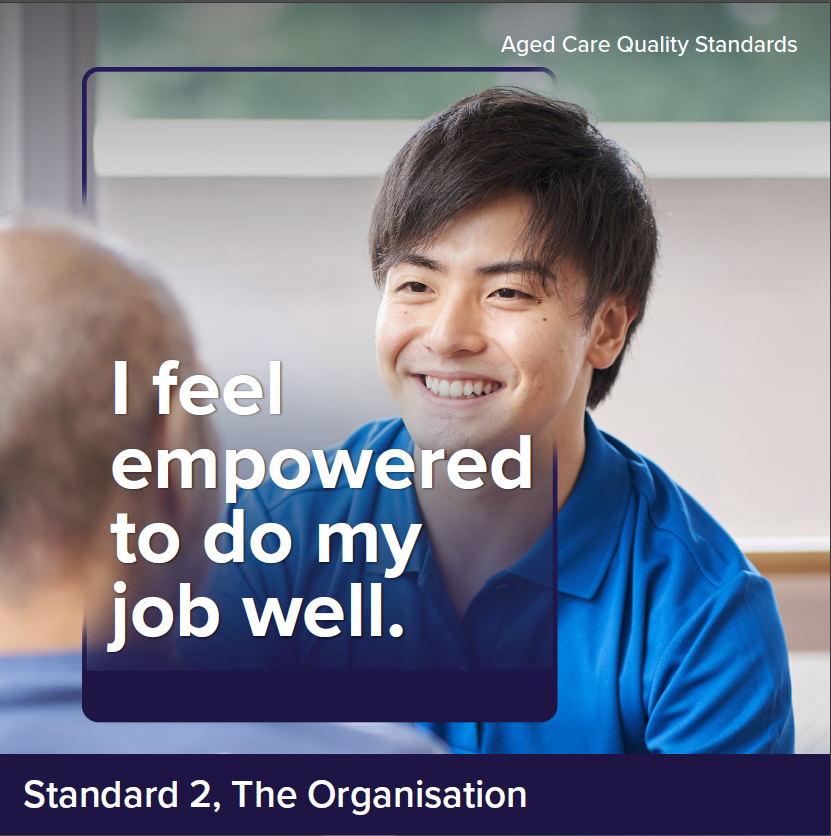 Aged Care Quality Standards
I feel
empowered
to do my
job well.
Standard 2, The Organisation